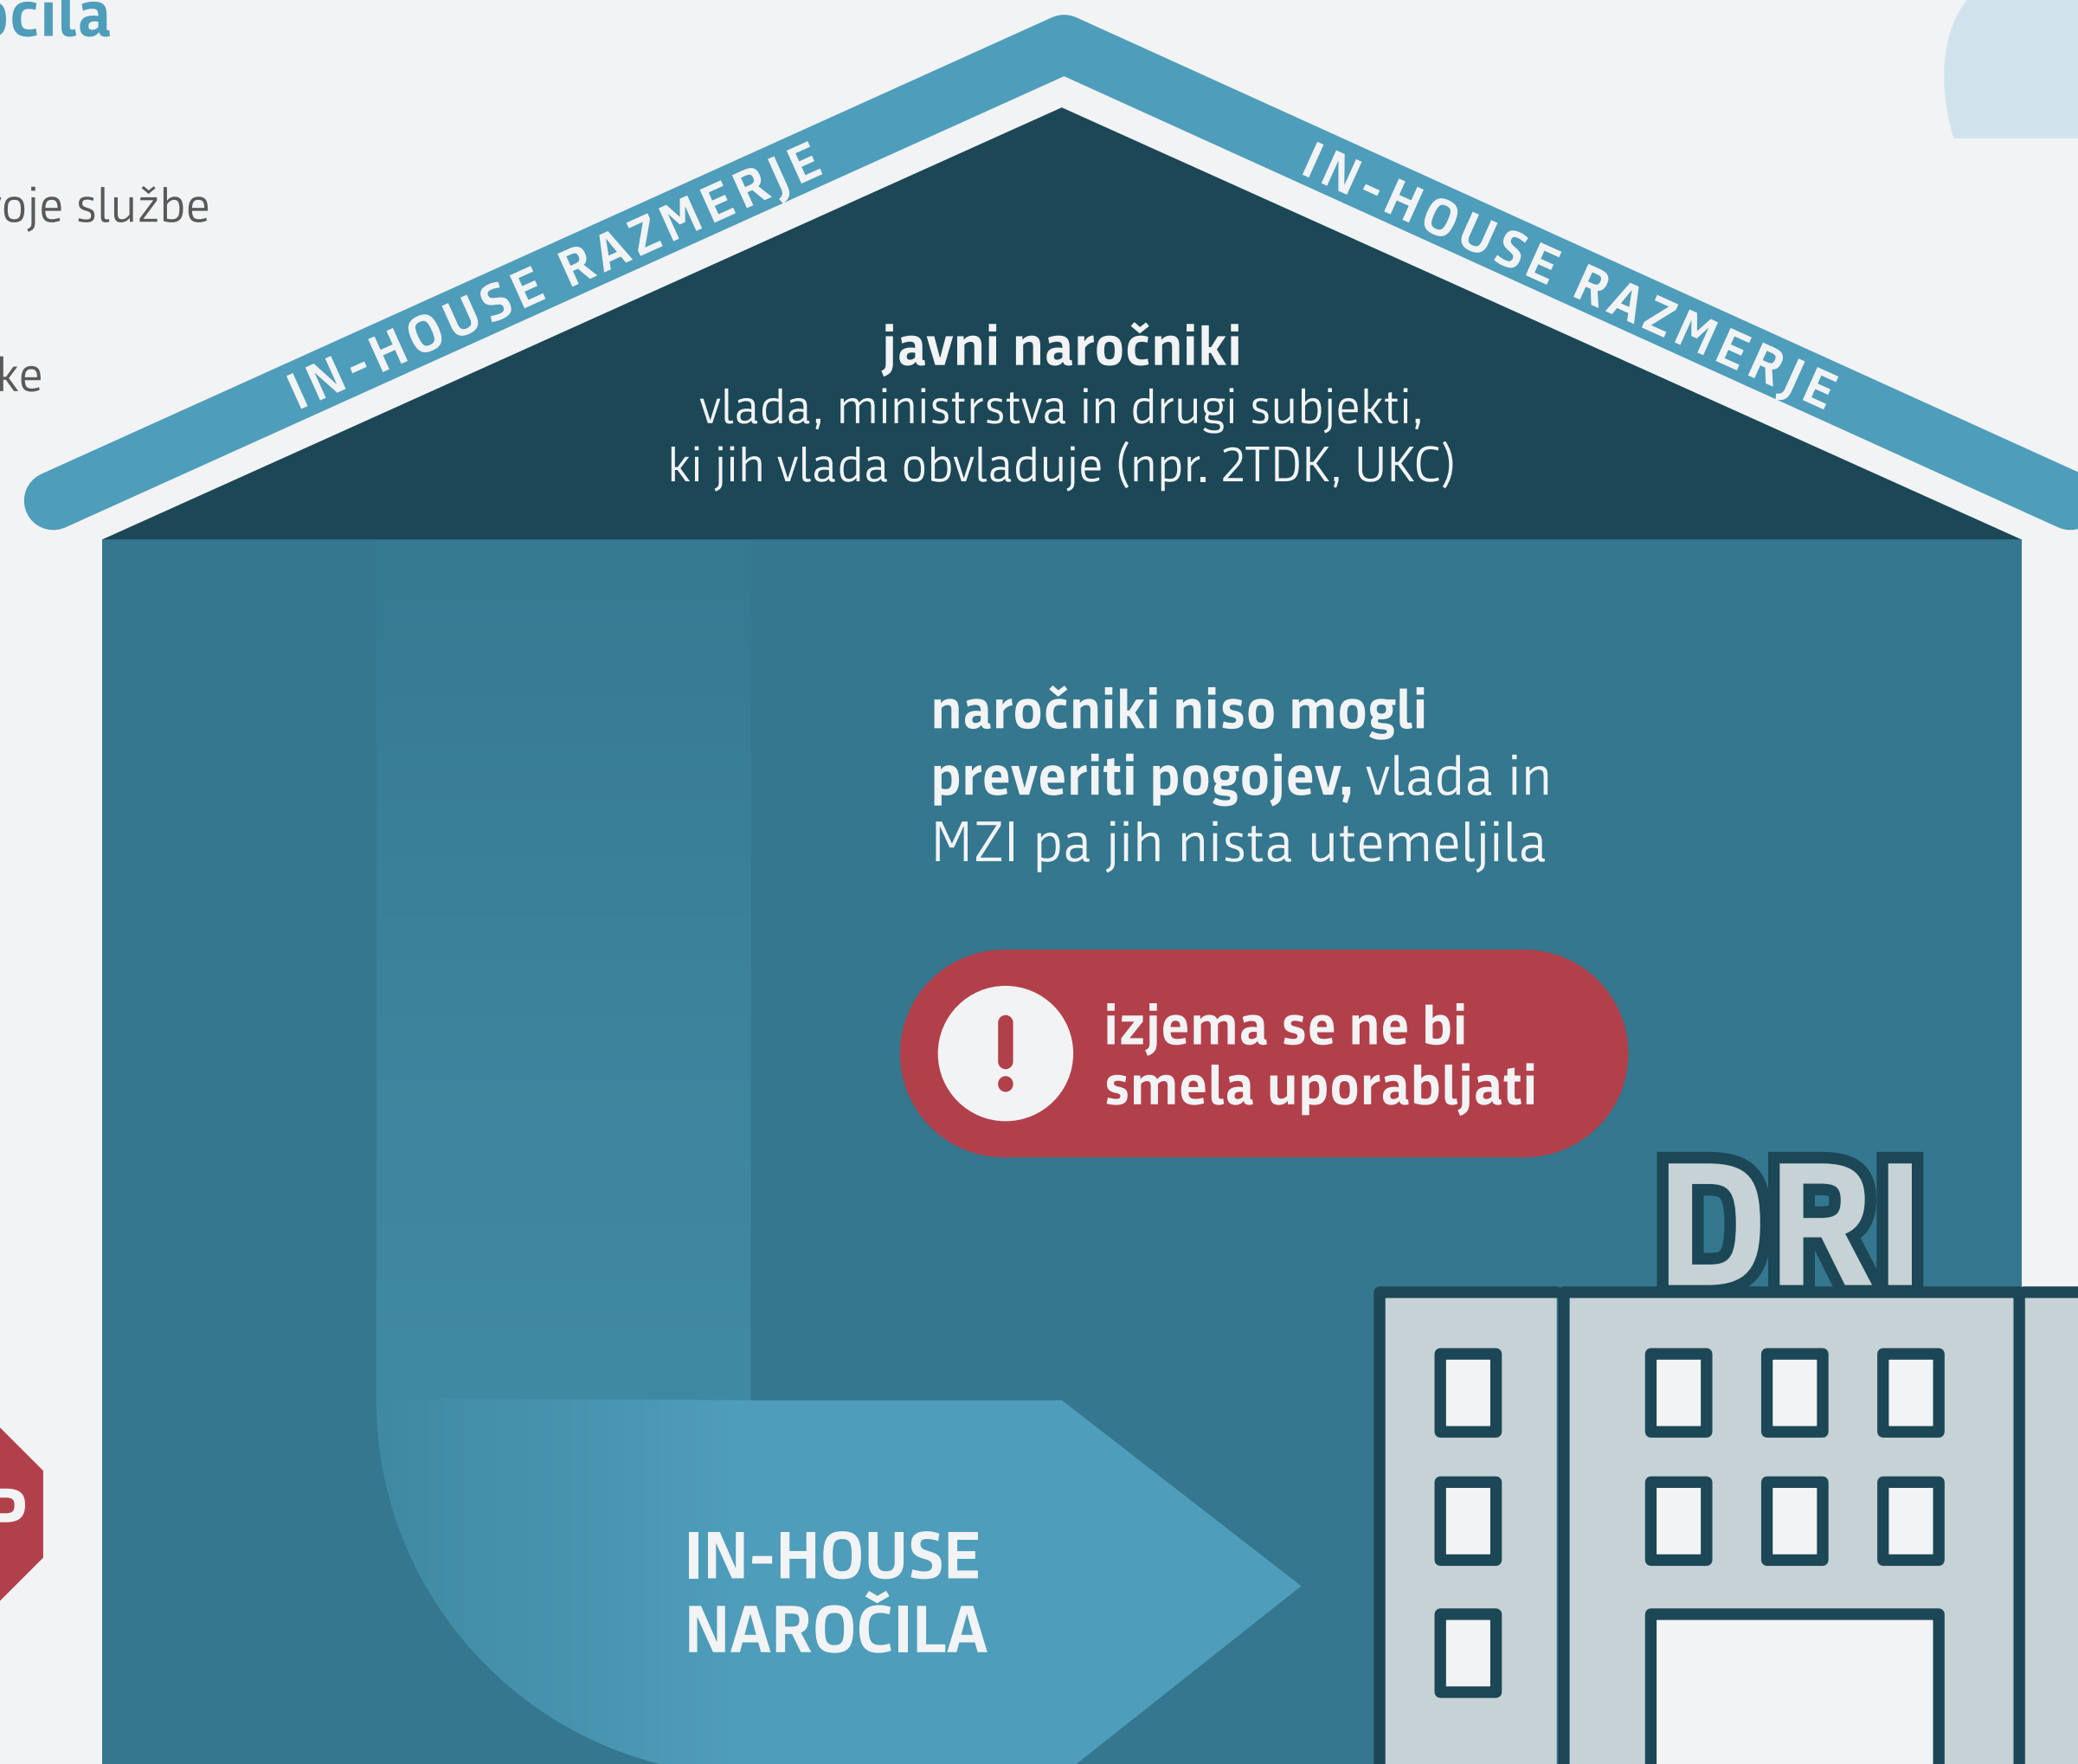 IN-HOUSE RAZMERJE
IN-HOUSE RAZMERJE
službe
javni naročniki
vlada, ministrstva in drugi subjekti,
ki jih vlada obvladuje (npr. 2TDK, UKC)
naročniki niso mogli
preveriti pogojev, vlada in
MZI pa jih nista utemeljila
izjema se ne bi
smela uporabljati
DRI
IN-HOUSE
NAROČILA